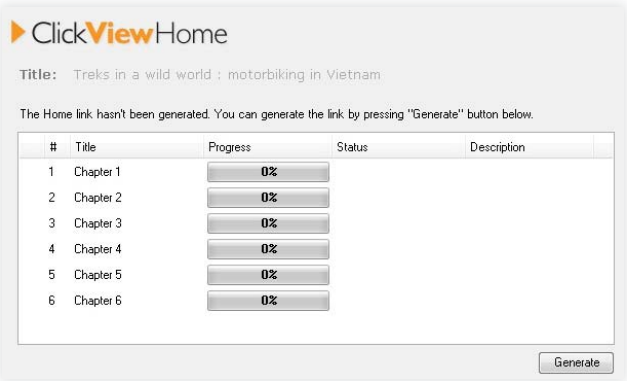 ClickViewHome
Title: Treks in a wild world : motorbiking in Vietnam
The Home link hasn't been generated. You can generate the link by pressing "Generate" button below.
# Title Progress Status Description
1 Chapter 1 0%
2 Chapter 2 0%
3 Chapter 3 0%
4 Chapter 4 0%
5 Chapter 5 0%
6 Chapter 6 0%
Generate